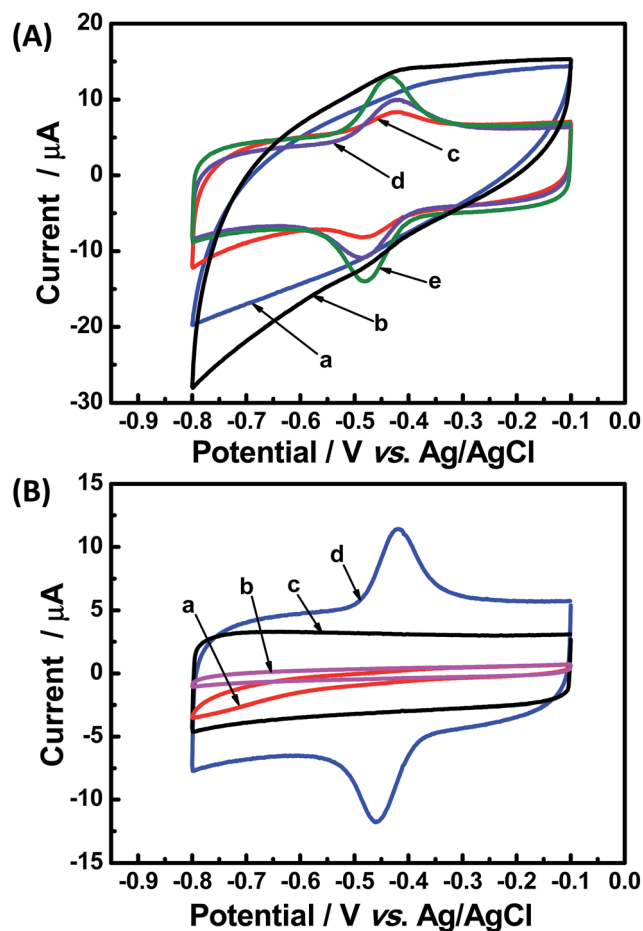 (A)
20
10
0
-10
-20
-30
Current / μA
c
d
e
b
a
-0.9 -0.8 -0.7 -0.6 -0.5 -0.4 -0.3 -0.2 -0.1 0.0
Potential / V vs. Ag/AgCl
(B)
15
10
5
0
-5
-10
-15
Current / μA
d
b c
a
-0.9 -0.8 -0.7 -0.6 -0.5 -0.4 -0.3 -0.2 -0.1 0.0
Potential / V vs. Ag/AgCl